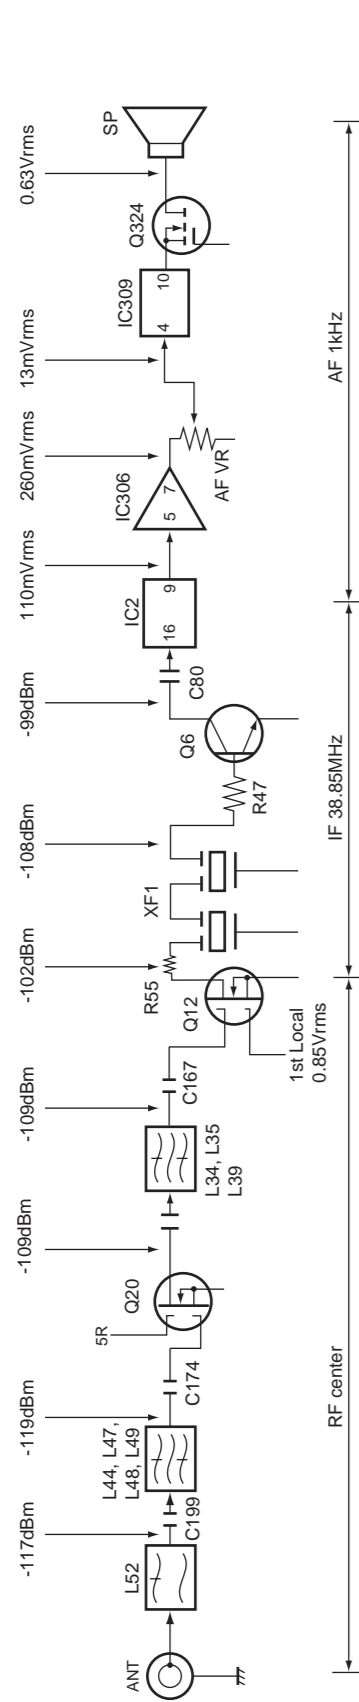 -117dBm
-119dBm
-109dBm
-109dBm
-102dBm
-108dBm
-99dBm
110mVrms
260mVrms
13mVrms
0.63Vrms
ANT
L52
C199
L44, L47,
L48, L49
C174
5R
Q20
L34, L35
L39
C167
Q12
1st Local
0.85Vrms
R55
XF1
R47
Q6
C80
IC2
16
9
IC306
5
7
AF VR
IC309
4
10
Q324
SP
RF center
IF 38.85MHz
AF 1kHz